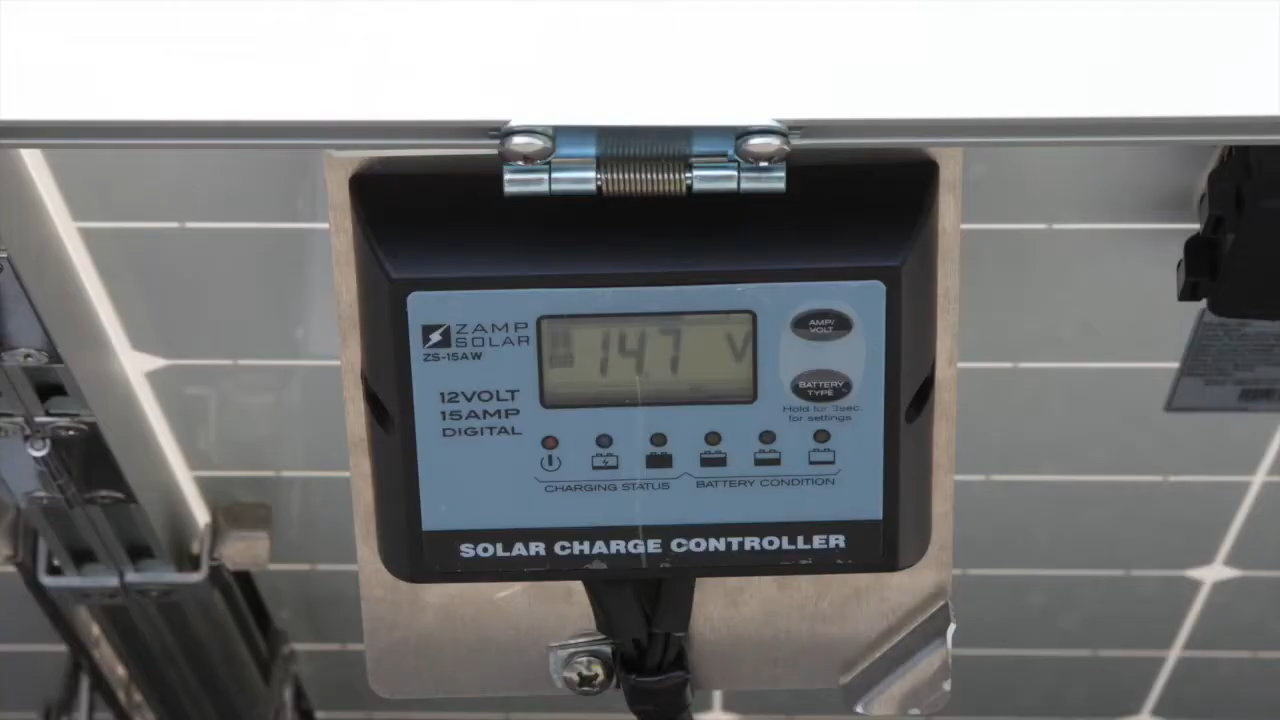 ZAMP
SOLAR
ZS-15AW
12VOLT
15AMP
DIGITAL
14.7 V
AMP/
VOLT
BATTERY
TYPE
Hold for 2sec.
for settings
CHARGING STATUS
BATTERY CONDITION
SOLAR CHARGE CONTROLLER